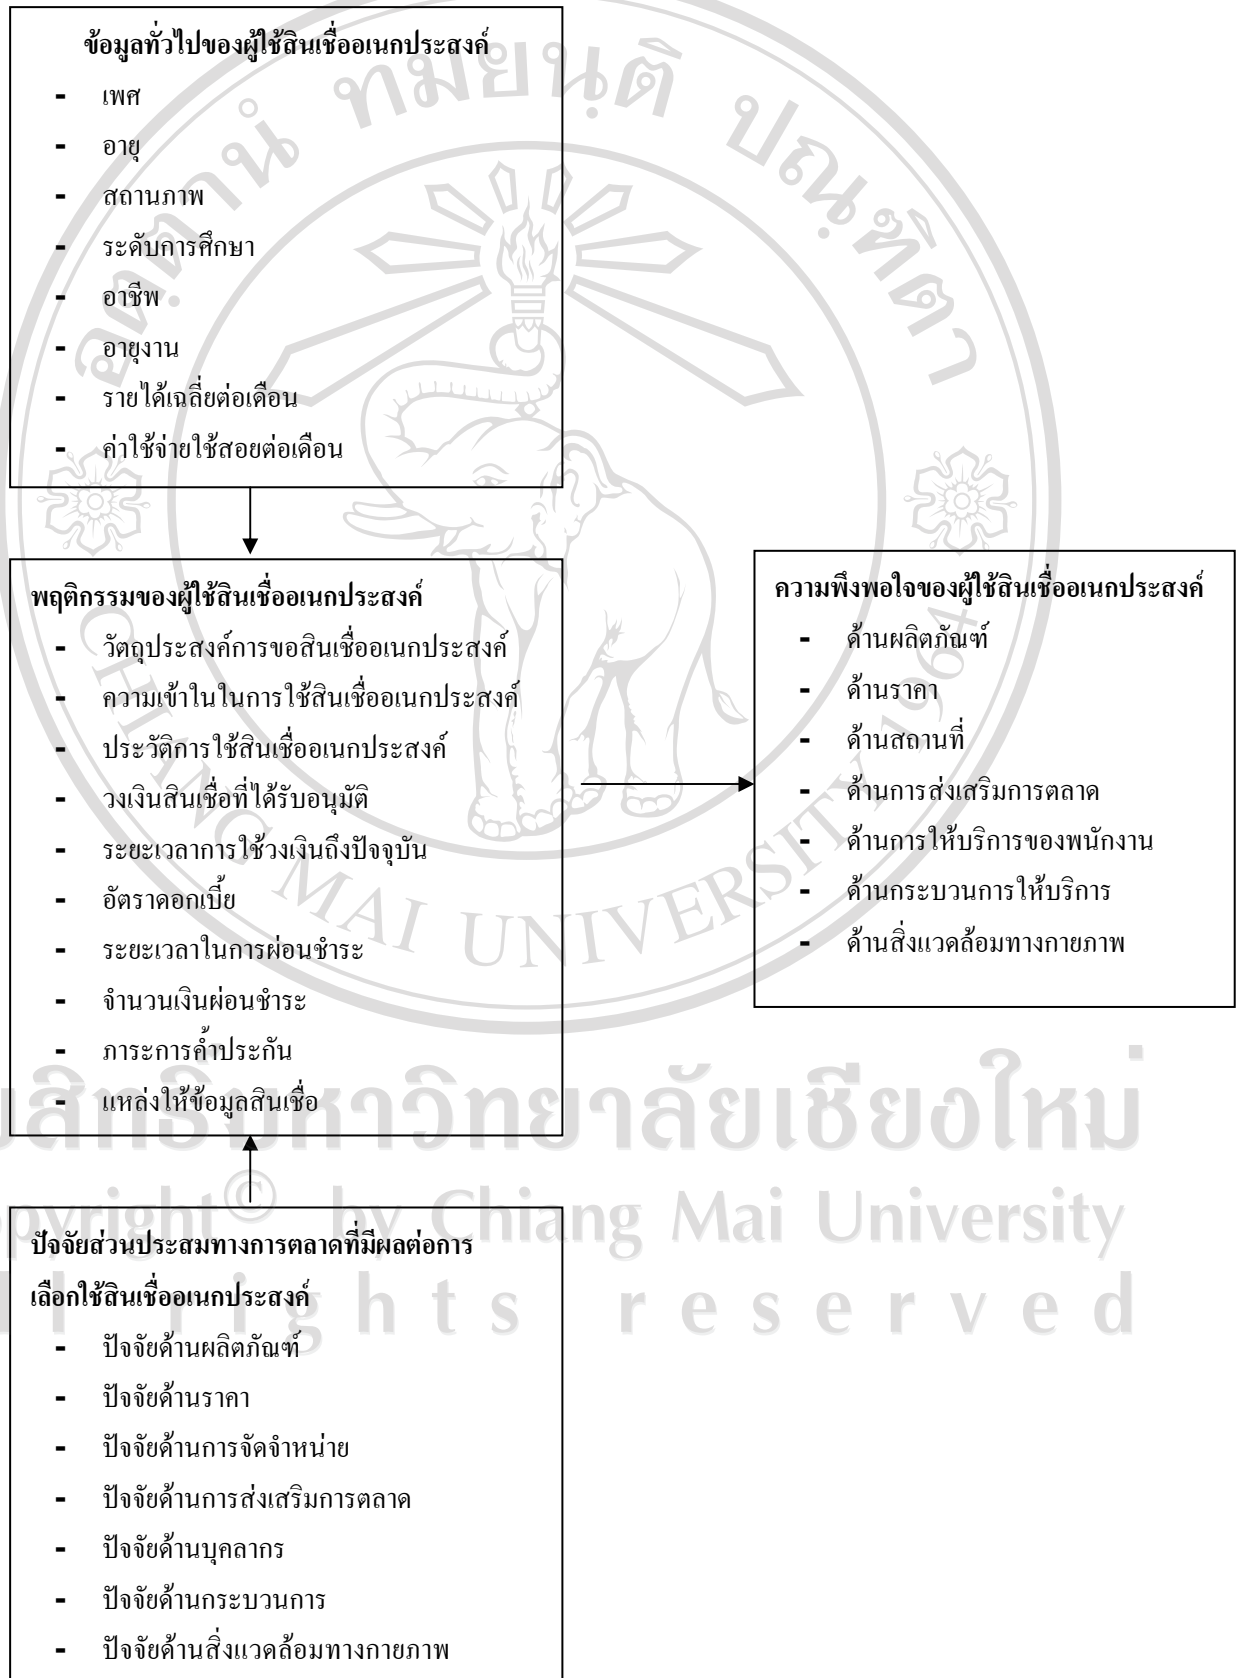 ข้อมูลทั่วไปของผู้ใช้สินเชื่ออเนกประสงค์
- เพศ
- อายุ
- สถานภาพ
- ระดับการศึกษา
- อาชีพ
- อายุงาน
- รายได้เฉลี่ยต่อเดือน
- ค่าใช้จ่ายใช้สอยต่อเดือน
พฤติกรรมของผู้ใช้สินเชื่ออเนกประสงค์
- วัตถุประสงค์การขอสินเชื่ออเนกประสงค์
- ความเข้าในในการใช้สินเชื่ออเนกประสงค์
- ประวัติการใช้สินเชื่ออเนกประสงค์
- วงเงินสินเชื่อที่ได้รับอนุมัติ
- ระยะเวลาการใช้วงเงินถึงปัจจุบัน
- อัตราดอกเบี้ย
- ระยะเวลาในการผ่อนชำระ
- จำนวนเงินผ่อนชำระ
- ภาระการค้ำประกัน
- แหล่งให้ข้อมูลสินเชื่อ
ความพึงพอใจของผู้ใช้สินเชื่ออเนกประสงค์
- ด้านผลิตภัณฑ์
- ด้านราคา
- ด้านสถานที่
- ด้านการส่งเสริมการตลาด
- ด้านการให้บริการของพนักงาน
- ด้านกระบวนการให้บริการ
- ด้านสิ่งแวดล้อมทางกายภาพ
ปัจจัยส่วนประสมทางการตลาดที่มีผลต่อการ
เลือกใช้สินเชื่ออเนกประสงค์
- ปัจจัยด้านผลิตภัณฑ์
- ปัจจัยด้านราคา
- ปัจจัยด้านการจัดจำหน่าย
- ปัจจัยด้านการส่งเสริมการตลาด
- ปัจจัยด้านบุคลากร
- ปัจจัยด้านกระบวนการ
- ปัจจัยด้านสิ่งแวดล้อมทางกายภาพ
อตฺตานํ ทมยนฺติ ปณฺฑิตา
CHIANG MAI UNIVERSITY 1964
สิทธิ์มหาวิทยาลัยเชียงใหม่
pyright © by Chiang Mai University
ll rights reserved